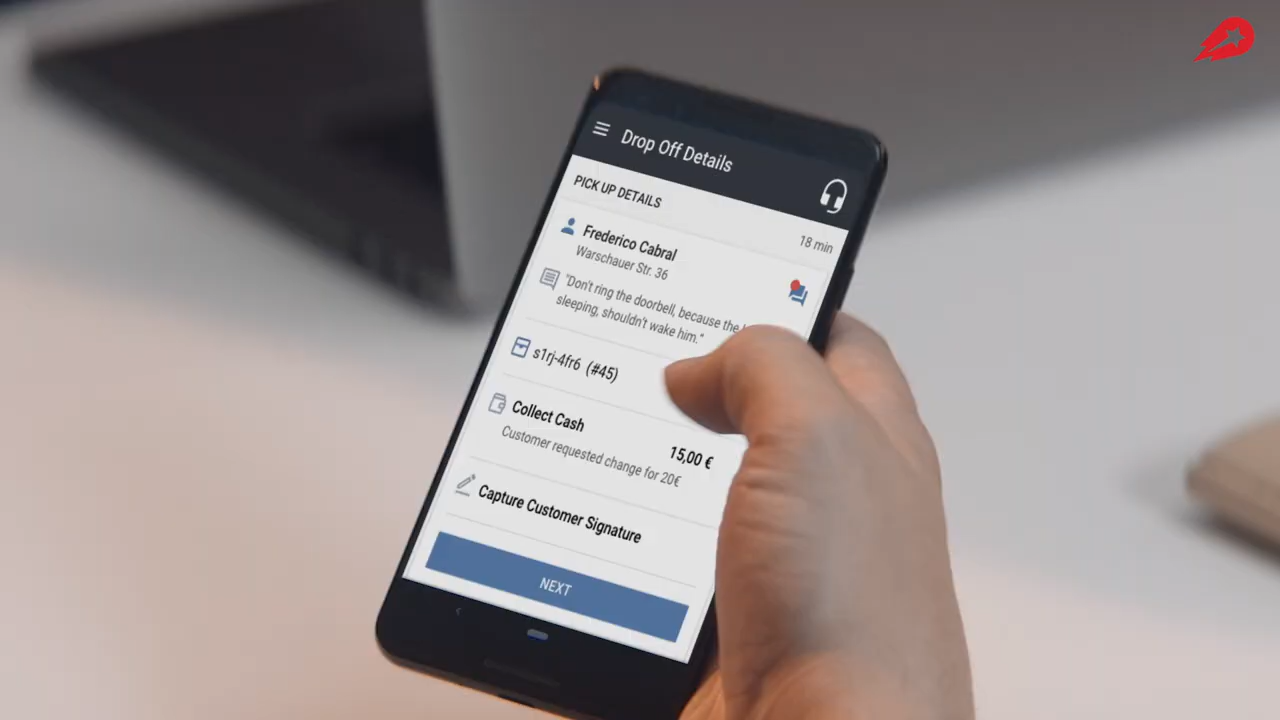 Drop Off Details
PICK UP DETAILS
18 min
Frederico Cabral
Warschauer Str. 36
"Don't ring the doorbell, because the
sleeping, shouldn't wake him."
s1rj-4fr6 (#45)
Collect Cash
15,00 €
Customer requested change for 20€
Capture Customer Signature
NEXT